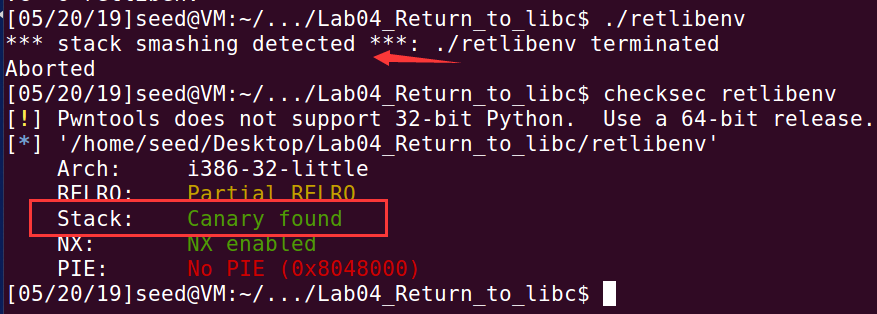 [05/20/19]seed@VM:~/.../Lab04_Return_to_libc$ ./retlibenv
*** stack smashing detected ***: ./retlibenv terminated
Aborted
[05/20/19]seed@VM:~/.../Lab04_Return_to_libc$ checksec retlibenv
[!] Pwntools does not support 32-bit Python.  Use a 64-bit release.
[*] '/home/seed/Desktop/Lab04_Return_to_libc/retlibenv'
    Arch:     i386-32-little
    RELRO:    Partial RELRO
    Stack:    Canary found
    NX:       NX enabled
    PIE:      No PIE (0x8048000)
[05/20/19]seed@VM:~/.../Lab04_Return_to_libc$